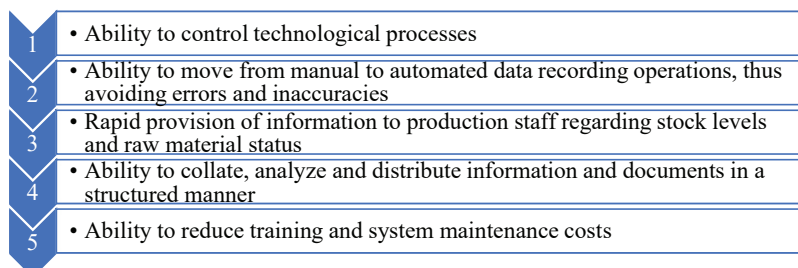 1
• Ability to control technological processes
2
• Ability to move from manual to automated data recording operations, thus
avoiding errors and inaccuracies
3
• Rapid provision of information to production staff regarding stock levels
and raw material status
4
• Ability to collate, analyze and distribute information and documents in a
structured manner
5
• Ability to reduce training and system maintenance costs